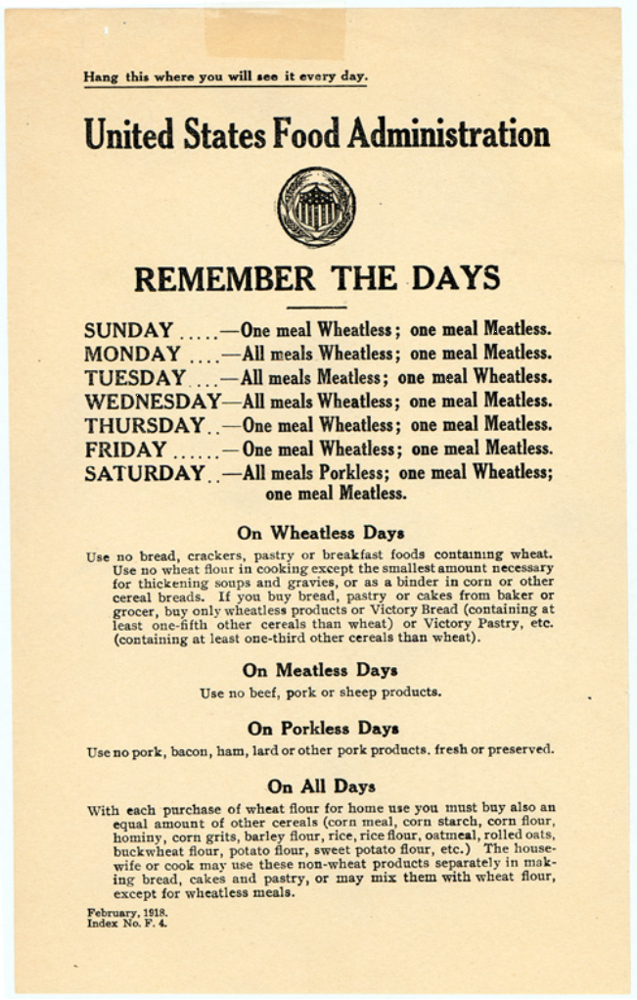 Hang this where you will see it every day.
United States Food Administration
REMEMBER THE DAYS
SUNDAY .....—One meal Wheatless; one meal Meatless.
MONDAY ....—All meals Wheatless; one meal Meatless.
TUESDAY ....—All meals Meatless; one meal Wheatless.
WEDNESDAY—All meals Wheatless; one meal Meatless.
THURSDAY..—One meal Wheatless; one meal Meatless.
FRIDAY ......—One meal Wheatless; one meal Meatless.
SATURDAY..—All meals Porkless; one meal Wheatless;
one meal Meatless.
On Wheatless Days
Use no bread, crackers, pastry or breakfast foods containing wheat.
Use no wheat flour in cooking except the smallest amount necessary
for thickening soups and gravies, or as a binder in corn or other
cereal breads. If you buy bread, pastry or cakes from baker or
grocer, buy only wheatless products or Victory Bread (containing at
least one-fifth other cereals than wheat) or Victory Pastry, etc.
(containing at least one-third other cereals than wheat).
On Meatless Days
Use no beef, pork or sheep products.
On Porkless Days
Use no pork, bacon, ham, lard or other pork products. fresh or preserved.
On All Days
With each purchase of wheat flour for home use you must buy also an
equal amount of other cereals (corn meal, corn starch, corn flour,
hominy, corn grits, barley flour, rice, rice flour, oatmeal, rolled oats,
buckwheat flour, potato flour, sweet potato flour, etc.) The house-
wife or cook may use these non-wheat products separately in mak-
ing bread, cakes and pastry, or may mix them with wheat flour,
except for wheatless meals.
February, 1918.
Index No. F. 4.